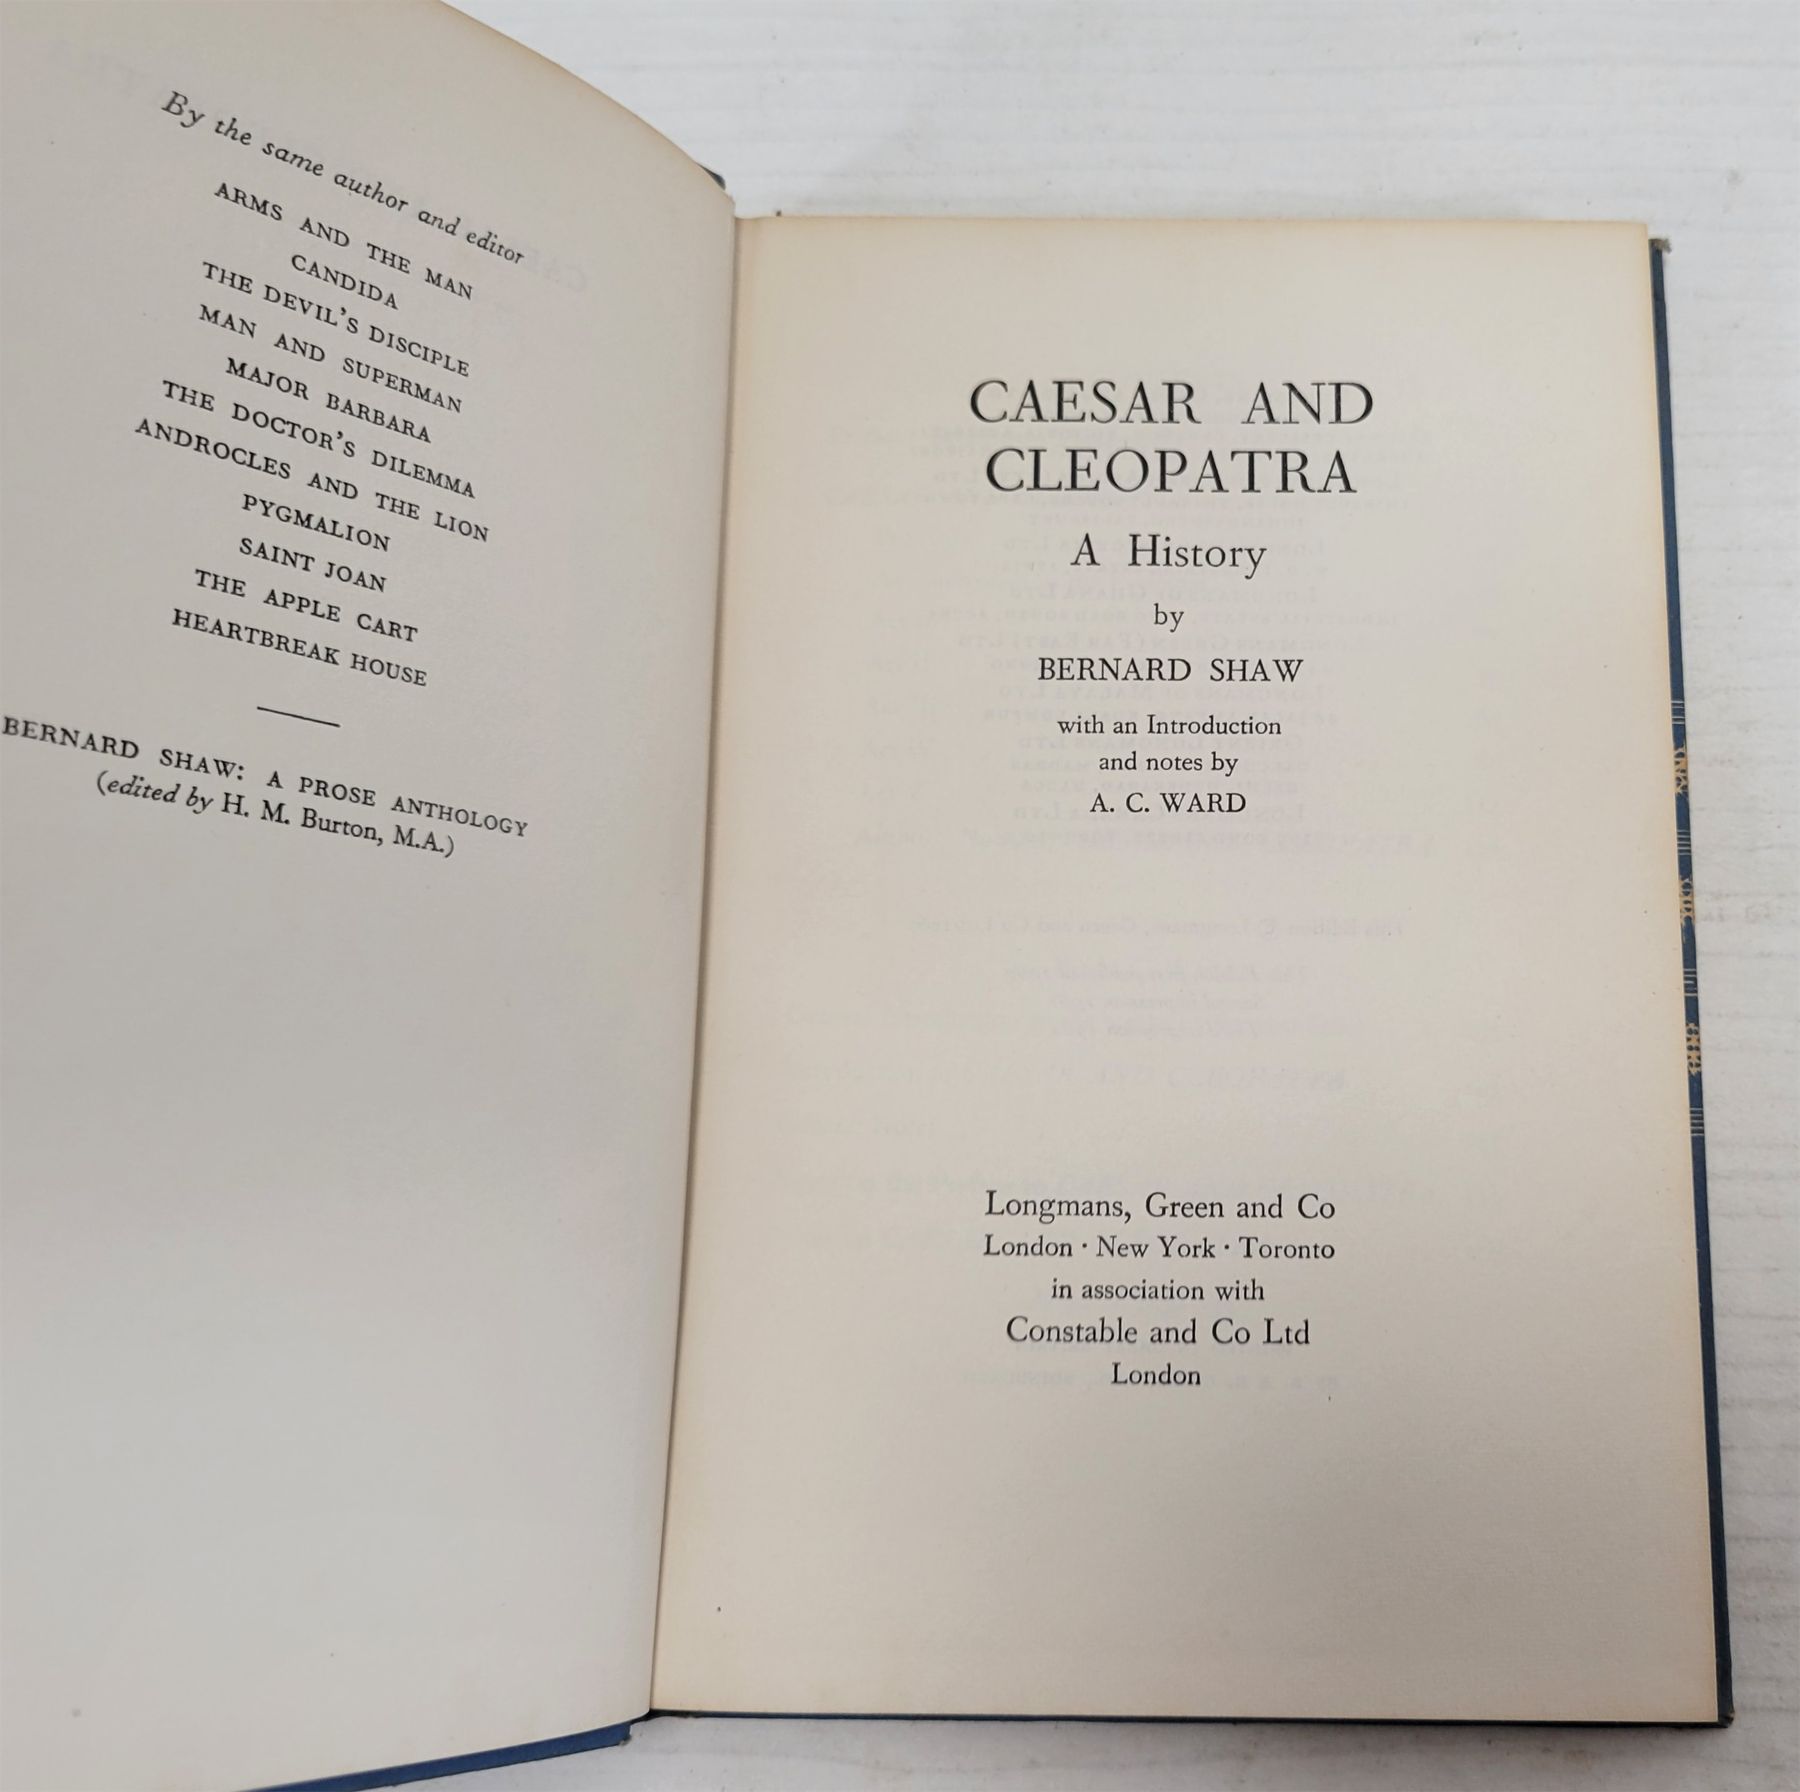 By the same author and editor
ARMS AND THE MAN
CANDIDA
THE DEVIL'S DISCIPLE
MAN AND SUPERMAN
MAJOR BARBARA
THE DOCTOR'S DILEMMA
ANDROCLES AND THE LION
PYGMALION
SAINT JOAN
THE APPLE CART
HEARTBREAK HOUSE
BERNARD SHAW: A PROSE ANTHOLOGY
(edited by H. M. Burton, M.A.)
CAESAR AND
CLEOPATRA
A History
by
BERNARD SHAW
with an Introduction
and notes by
A. C. WARD
Longmans, Green and Co
London · New York · Toronto
in association with
Constable and Co Ltd
London